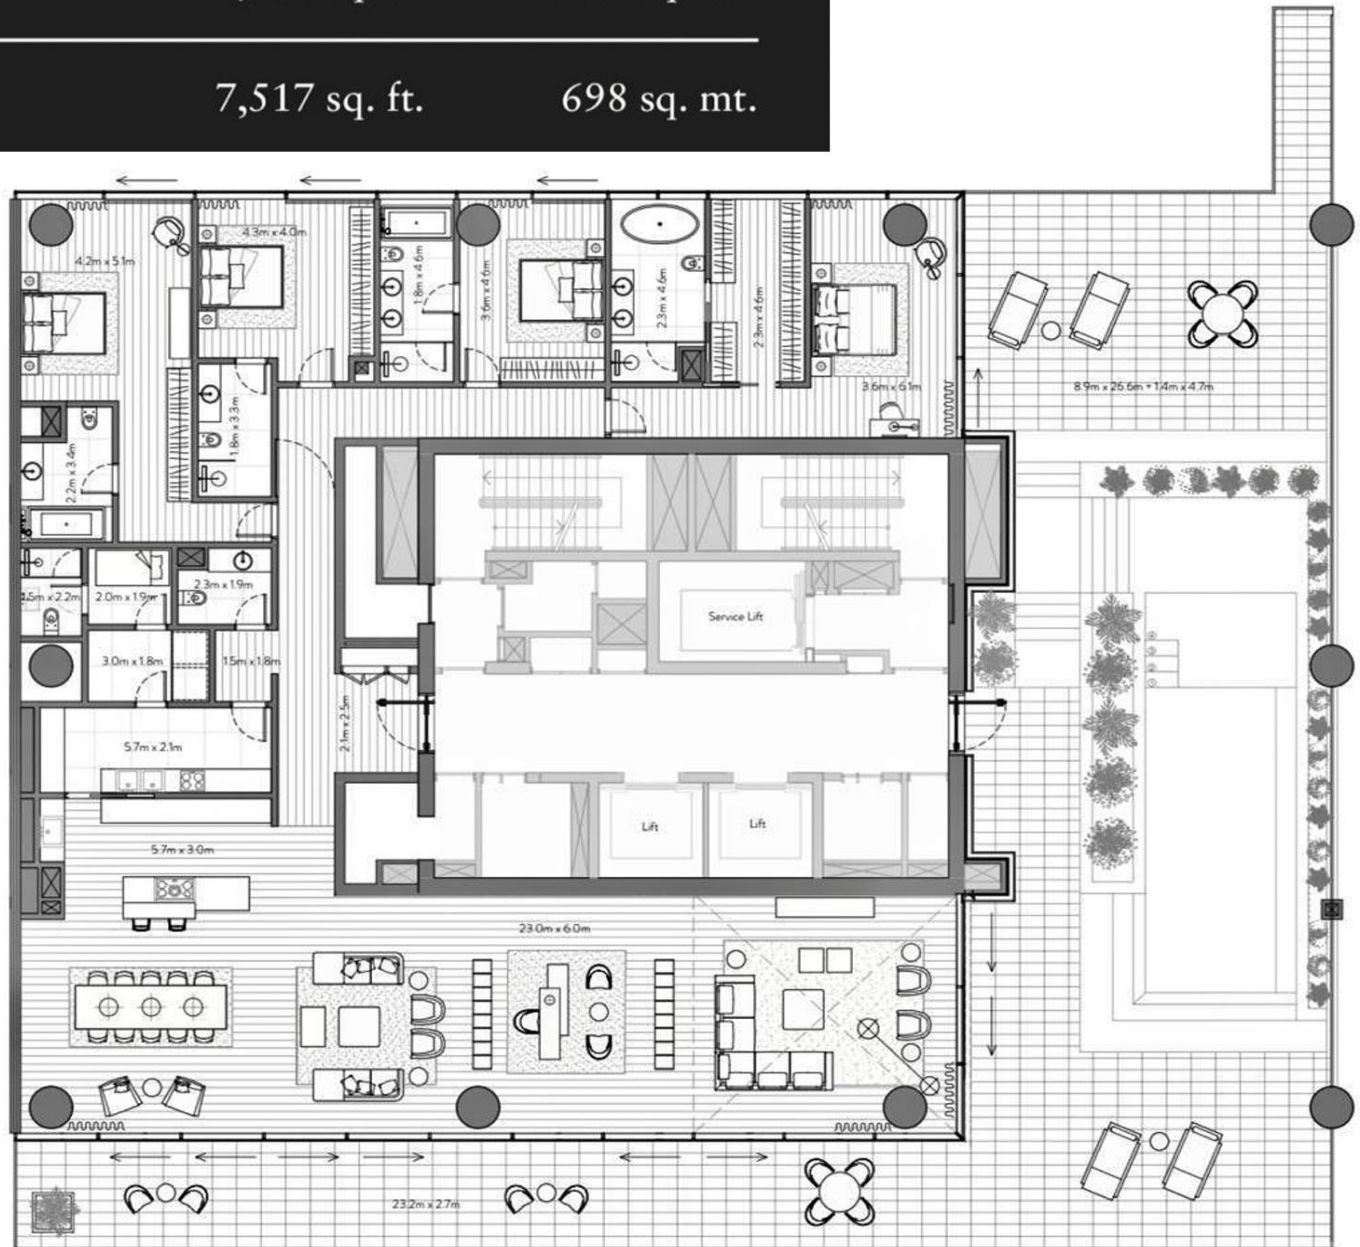 7,517 sq. ft. 698 sq. mt.
4.3m x 4.0m
4.2m x 5.1m
1.8m x 4.6m
3.6m x 4.6m
2.3m x 4.6m
2.3m x 4.6m
3.6m x 6.1m
8.9m x 26.6m + 1.4m x 4.7m
1.8m x 3.3m
2.2m x 3.4m
2.0m x 1.9m
2.3m x 1.9m
Service Lift
3.0m x 1.8m
1.5m x 1.8m
2.1m x 2.5m
5.7m x 2.1m
Lift
Lift
5.7m x 3.0m
23.0m x 6.0m
23.2m x 2.7m